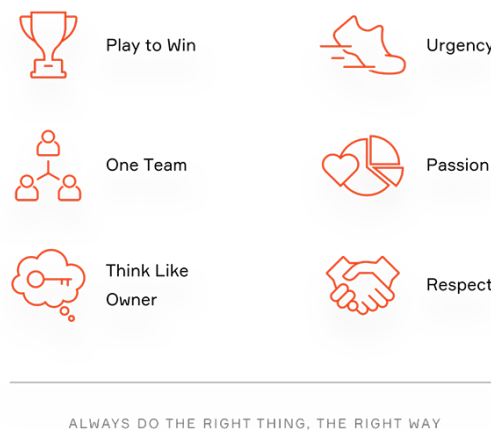 Play to Win
Urgency
One Team
Passion
Think Like
Owner
Respect
ALWAYS DO THE RIGHT THING, THE RIGHT WAY